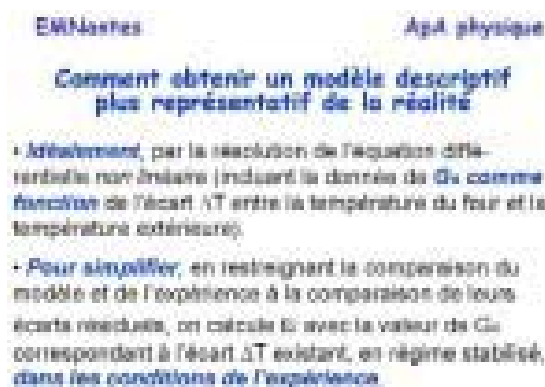 EMNantes ApA physique
Comment obtenir un modèle descriptif
plus représentatif de la réalité
• Idéalement, par la résolution de l'équation diffé-
rentielle non linéaire (incluant la donnée de comme
fonction de l'écart ΔT entre la température du four et la
température extérieure).
• Pour simplifier, en restreignant la comparaison du
modèle et de l'expérience à la comparaison de leurs
écarts résiduels, on calcule avec la valeur de
correspondant à l'écart ΔT existant, en régime stabilisé,
dans les conditions de l'expérience.